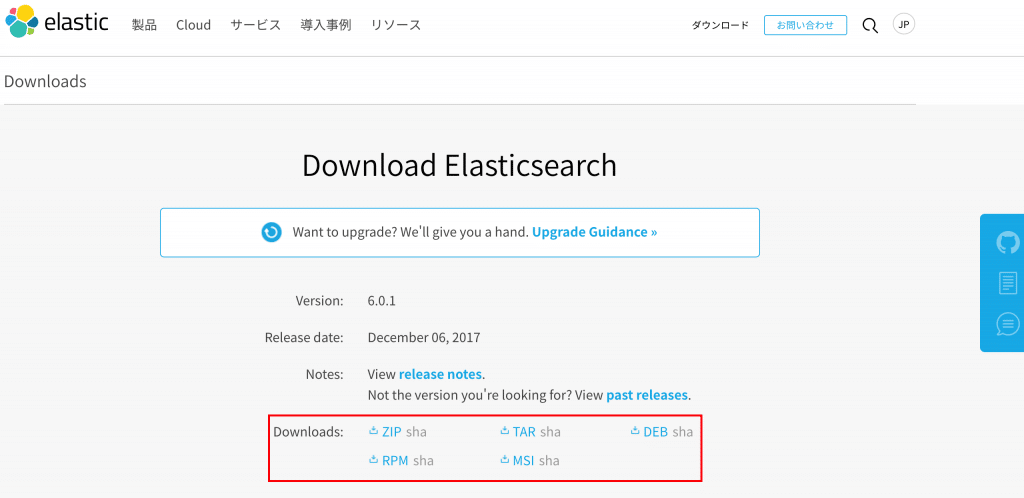 elastic 製品 Cloud サービス 導入事例 リソース ダウンロード お問い合わせ JP
Downloads
Download Elasticsearch
Want to upgrade? We'll give you a hand. Upgrade Guidance »
Version: 6.0.1
Release date: December 06, 2017
Notes: View release notes.
Not the version you're looking for? View past releases.
Downloads: ZIP sha TAR sha DEB sha
RPM sha MSI sha